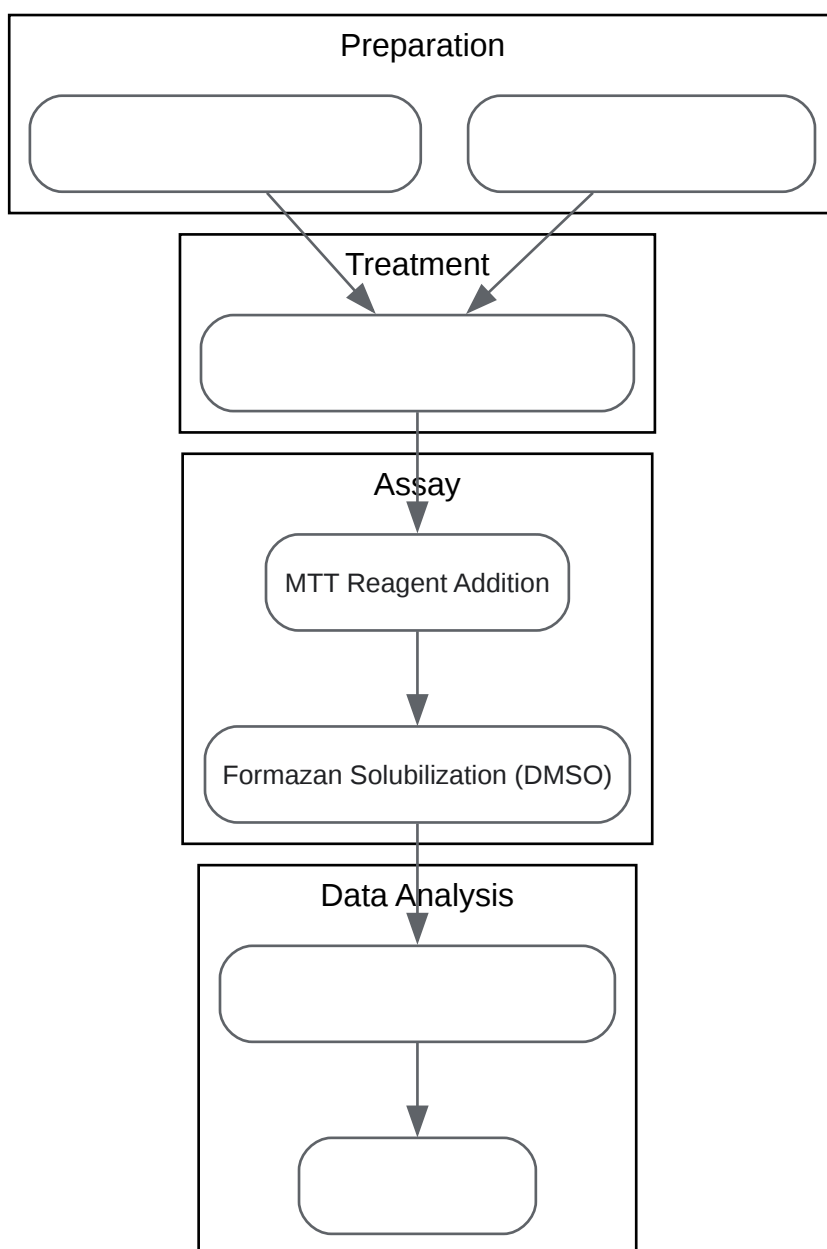 Preparation
Treatment
Assay
MTT Reagent Addition
Formazan Solubilization (DMSO)
Data Analysis